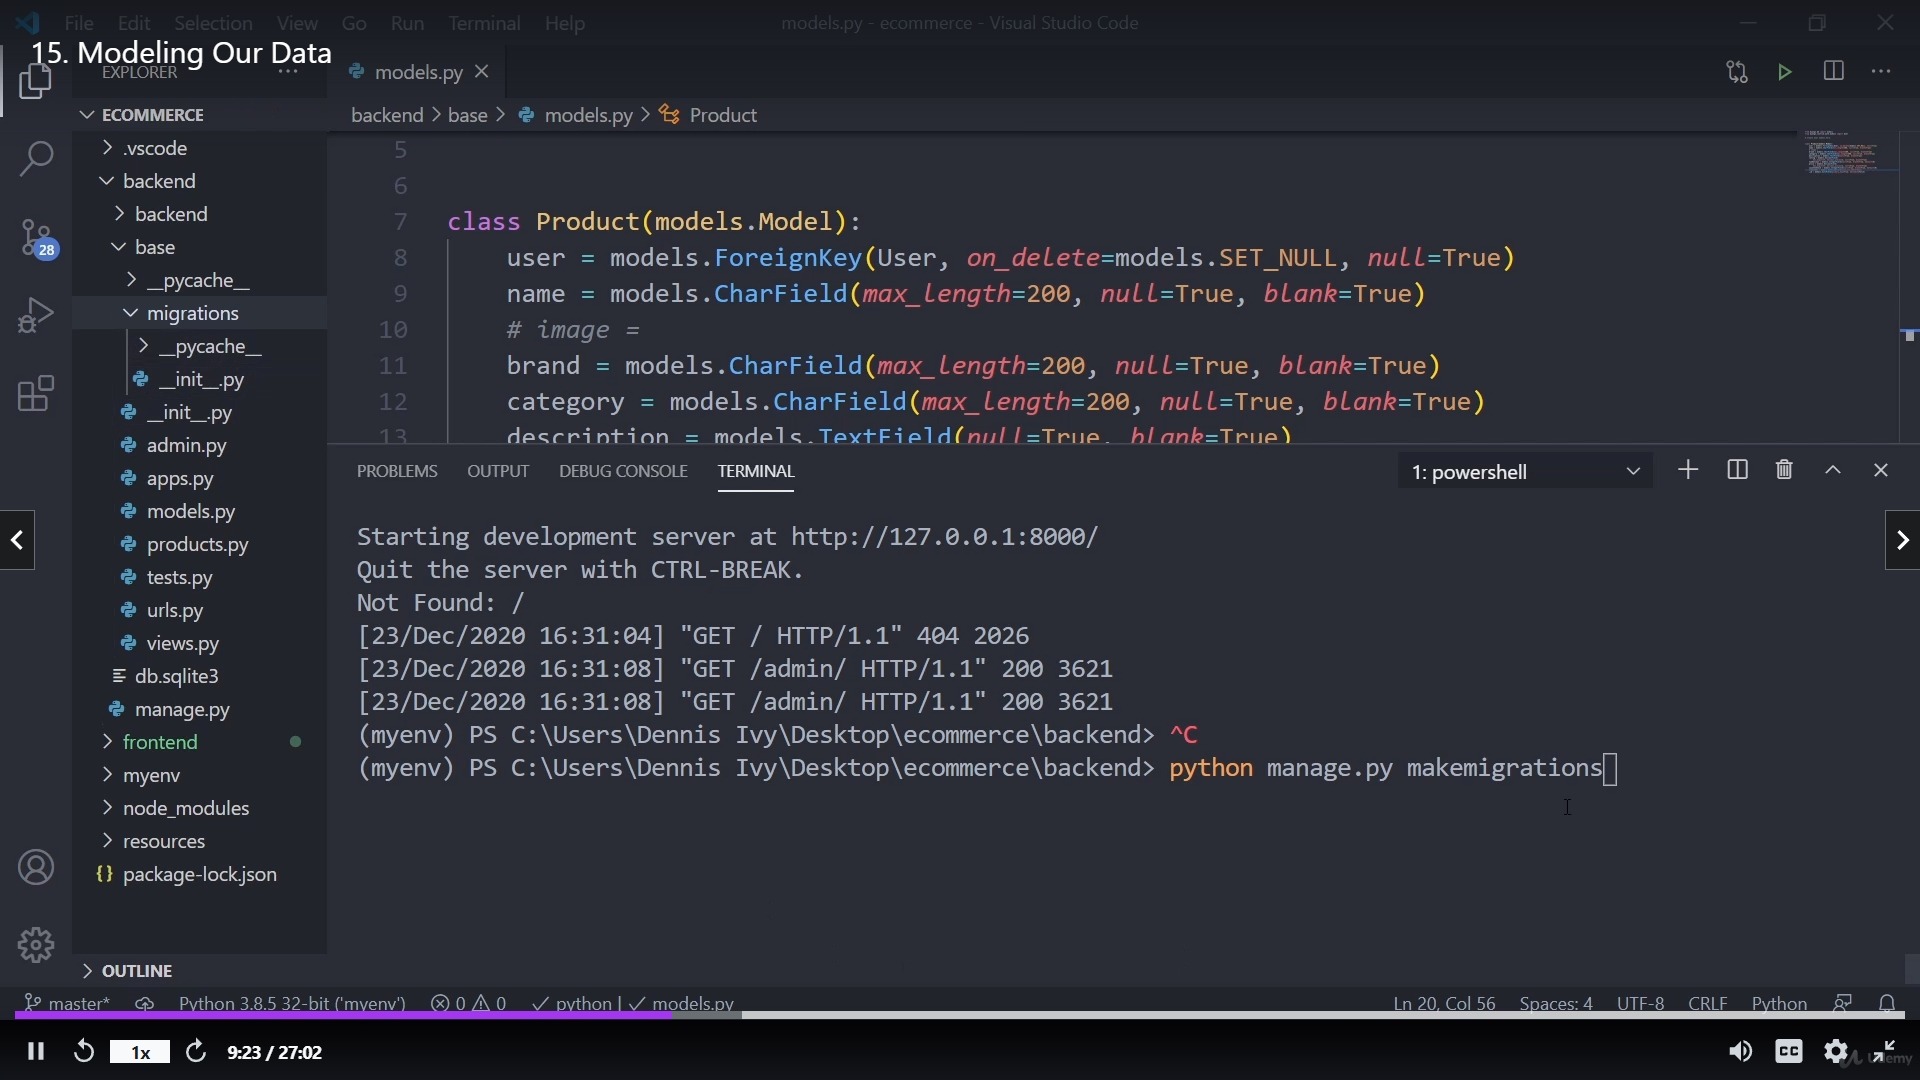 File Edit Selection View Go Run Terminal Help
models.py - ecommerce - Visual Studio Code
15. Modeling Our Data
EXPLORER
models.py
ECOMMERCE
backend > base > models.py > Product
.vscode
backend
backend
base
__pycache__
migrations
__pycache__
__init__.py
__init__.py
admin.py
apps.py
models.py
products.py
tests.py
urls.py
views.py
db.sqlite3
manage.py
frontend
myenv
node_modules
resources
{} package-lock.json
OUTLINE
28
5
6
7 class Product(models.Model):
8 user = models.ForeignKey(User, on_delete=models.SET_NULL, null=True)
9 name = models.CharField(max_length=200, null=True, blank=True)
10 # image =
11 brand = models.CharField(max_length=200, null=True, blank=True)
12 category = models.CharField(max_length=200, null=True, blank=True)
13 description = models.TextField(null=True, blank=True)
PROBLEMS OUTPUT DEBUG CONSOLE TERMINAL
1: powershell
Starting development server at http://127.0.0.1:8000/
Quit the server with CTRL-BREAK.
Not Found: /
[23/Dec/2020 16:31:04] "GET / HTTP/1.1" 404 2026
[23/Dec/2020 16:31:08] "GET /admin/ HTTP/1.1" 200 3621
[23/Dec/2020 16:31:08] "GET /admin/ HTTP/1.1" 200 3621
(myenv) PS C:\Users\Dennis Ivy\Desktop\ecommerce\backend> ^C
(myenv) PS C:\Users\Dennis Ivy\Desktop\ecommerce\backend> python manage.py makemigrations
master* Python 3.8.5 32-bit ('myenv') 0 0 python | models.py
Ln 20, Col 56 Spaces: 4 UTF-8 CRLF Python
1x 9:23 / 27:02
CC
Udemy